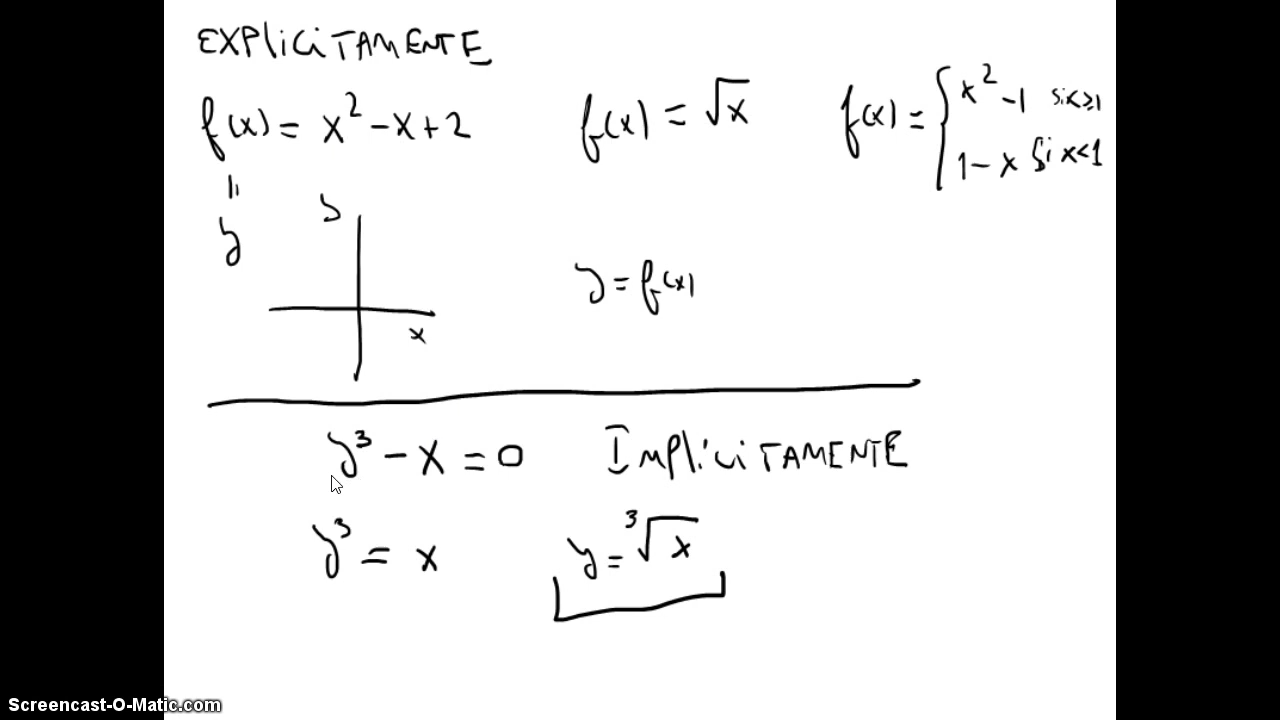 EXPLICITAMENTE
f(x) = x² - x + 2
f(x) = √x
f(x) = { x² - 1 si x ≥ 1
1 - x si x < 1
=
y
y
x
y = f(x)
y³ - x = 0
IMPLICITAMENTE
y³ = x
y = ³√x
Screencast-O-Matic.com